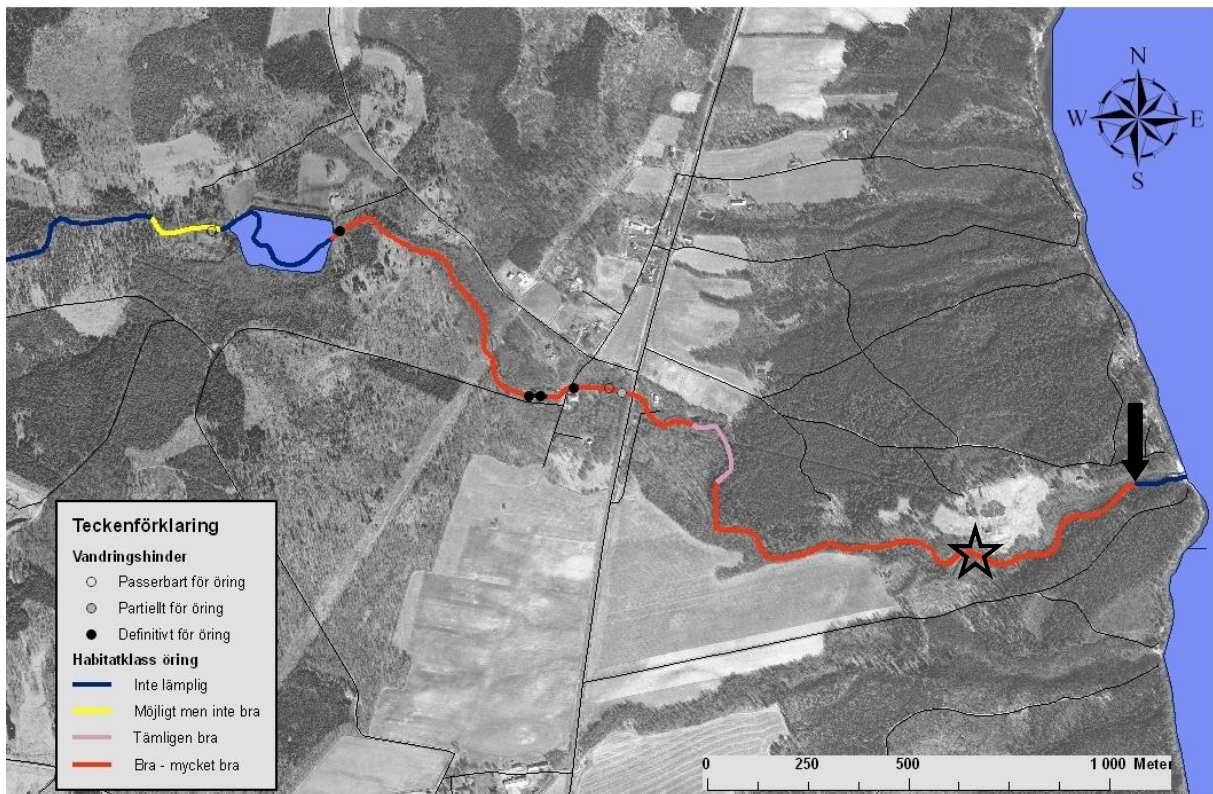 N
W E
S
Teckenförklaring
Vandringshinder
Passerbart för öring
Partiellt för öring
Definitivt för öring
Habitatklass öring
Inte lämplig
Möjligt men inte bra
Tämligen bra
Bra - mycket bra
0 250 500 1 000 Meter